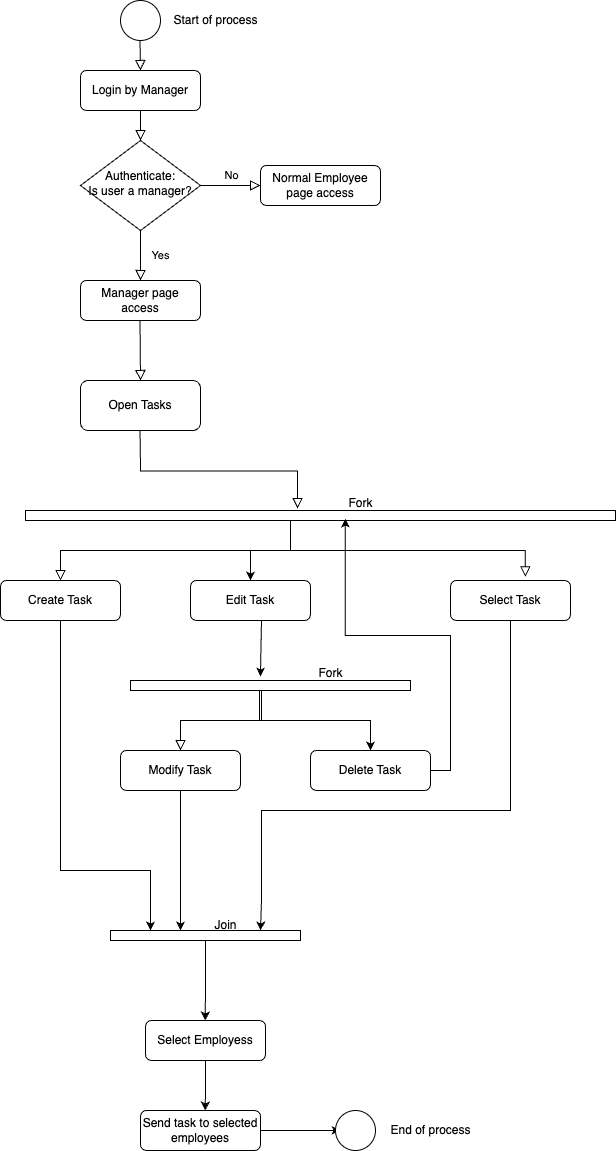 Start of process
Login by Manager
Authenticate:
Is user a manager?
No
Normal Employee
page access
Yes
Manager page
access
Open Tasks
Fork
Create Task
Edit Task
Select Task
Fork
Modify Task
Delete Task
Join
Select Employess
Send task to selected
employees
End of process